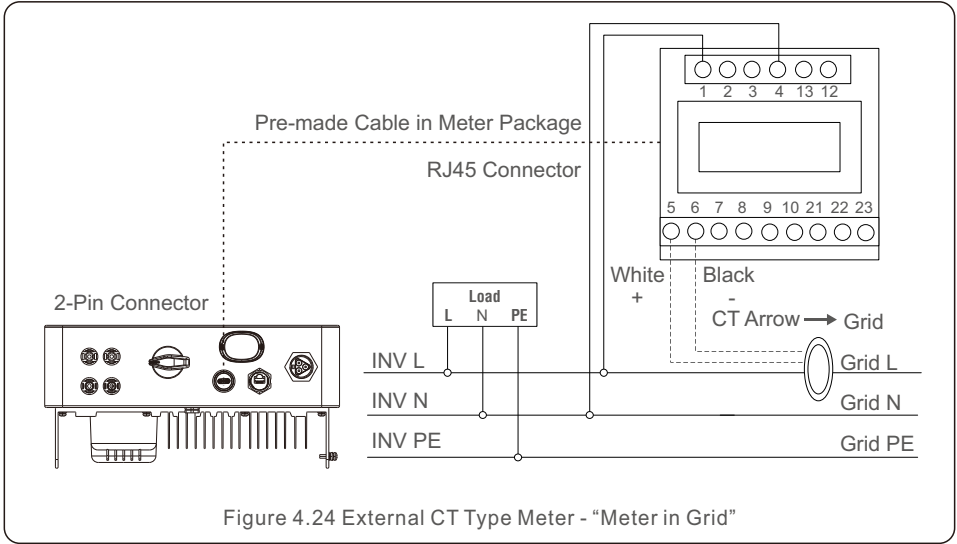 1 2 3 4 13 12
Pre-made Cable in Meter Package
RJ45 Connector
5 6 7 8 9 10 21 22 23
White Black
+ -
CT Arrow → Grid
2-Pin Connector
Load
L N PE
INV L Grid L
INV N Grid N
INV PE Grid PE
Figure 4.24 External CT Type Meter - “Meter in Grid”